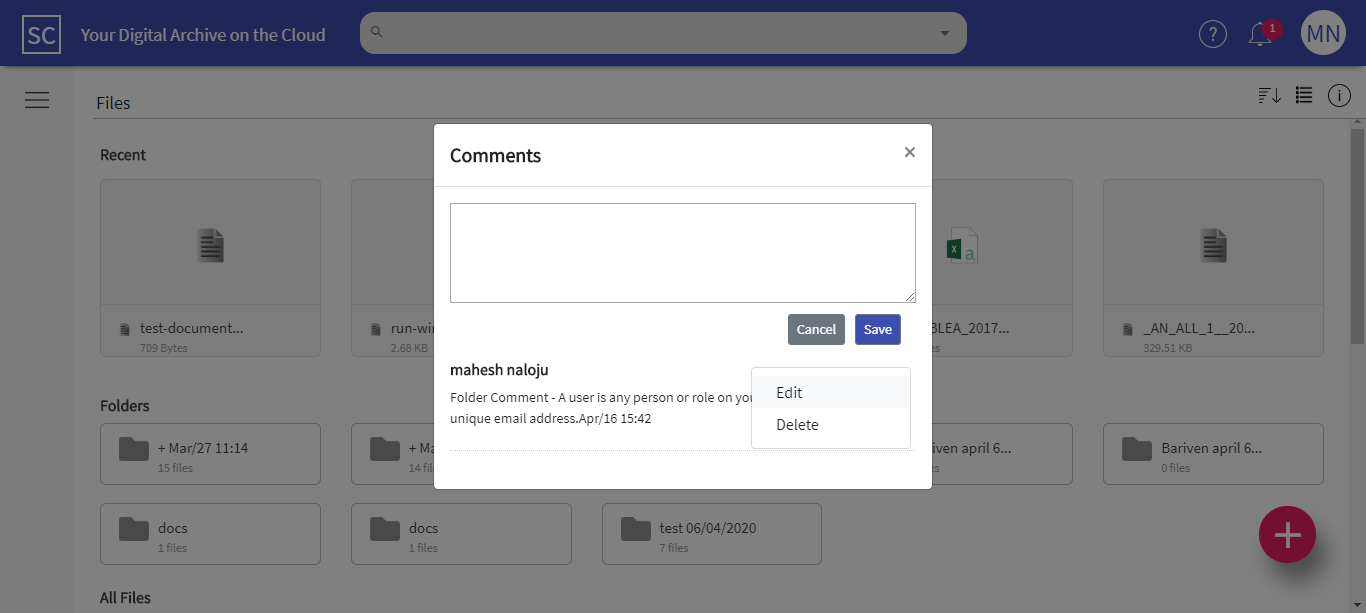 SC
Your Digital Archive on the Cloud
?
1
MN
Files
i
Comments
×
Recent
Cancel
Save
test-document...
709 Bytes
run-wi
2.68 KB
BLEA_2017...
_AN_ALL_1__20...
329.51 KB
mahesh naloju
Folder Comment - A user is any person or role on
unique email address.Apr/16 15:42
Edit
Delete
Folders
+ Mar/27 11:14
15 files
14
april 6...
Bariven april 6...
0 files
docs
1 files
docs
1 files
test 06/04/2020
7 files
+
All Files